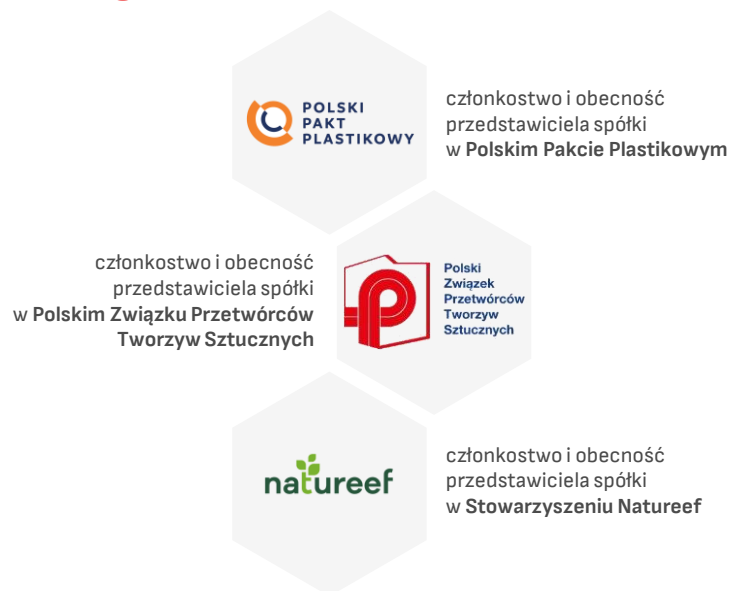 POLSKI
PAKT
PLASTIKOWY
członkostwo i obecność
przedstawiciela spółki
w Polskim Pakcie Plastikowym
członkostwo i obecność
przedstawiciela spółki
w Polskim Związku Przetwórców
Tworzyw Sztucznych
Polski
Związek
Przetwórców
Tworzyw
Sztucznych
natureef
członkostwo i obecność
przedstawiciela spółki
w Stowarzyszeniu Natureef